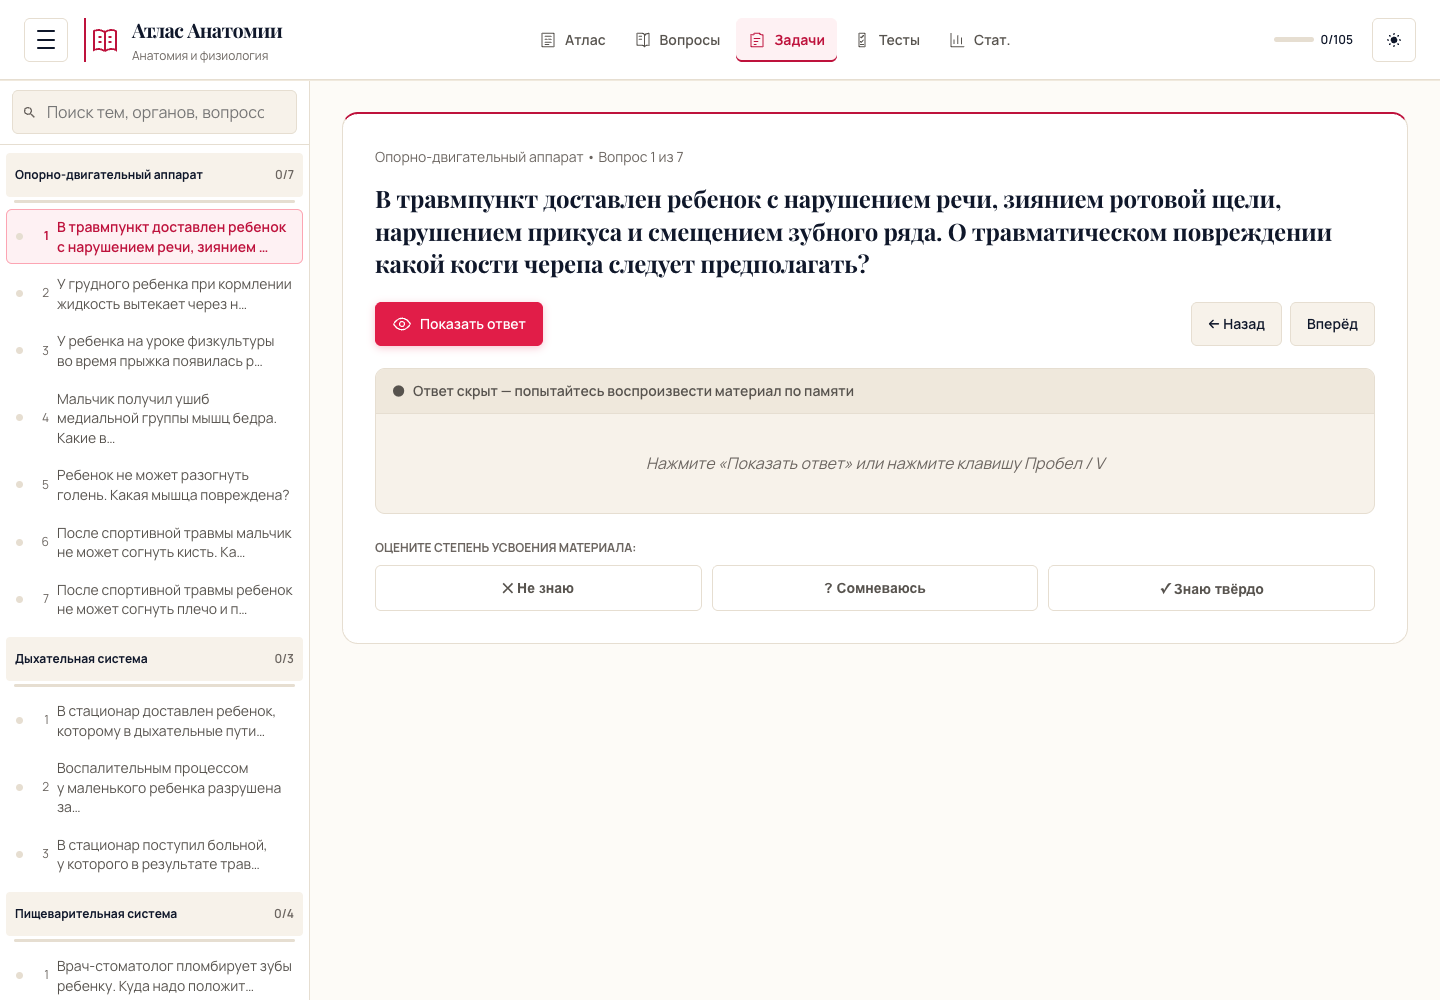 Атлас Анатомии
Анатомия и физиология
Атлас
Вопросы
Задачи
Тесты
Стат.
0/105
Поиск тем, органов, вопросс
Опорно-двигательный аппарат 0/7
1 В травмпункт доставлен ребенок
с нарушением речи, зиянием ...
2 У грудного ребенка при кормлении
жидкость вытекает через н...
3 У ребенка на уроке физкультуры
во время прыжка появилась р...
4 Мальчик получил ушиб
медиальной группы мышц бедра.
Какие в...
5 Ребенок не может разогнуть
голень. Какая мышца повреждена?
6 После спортивной травмы мальчик
не может согнуть кисть. Ка...
7 После спортивной травмы ребенок
не может согнуть плечо и п...
Дыхательная система 0/3
1 В стационар доставлен ребенок,
которому в дыхательные пути...
2 Воспалительным процессом
у маленького ребенка разрушена
за...
3 В стационар поступил больной,
у которого в результате трав...
Пищеварительная система 0/4
1 Врач-стоматолог пломбирует зубы
ребенку. Куда надо положит...
Опорно-двигательный аппарат • Вопрос 1 из 7
В травмпункт доставлен ребенок с нарушением речи, зиянием ротовой щели,
нарушением прикуса и смещением зубного ряда. О травматическом повреждении
какой кости черепа следует предполагать?
Показать ответ
← Назад
Вперёд
Ответ скрыт — попытайтесь воспроизвести материал по памяти
Нажмите «Показать ответ» или нажмите клавишу Пробел / V
ОЦЕНИТЕ СТЕПЕНЬ УСВОЕНИЯ МАТЕРИАЛА:
✕ Не знаю
? Сомневаюсь
✓ Знаю твёрдо